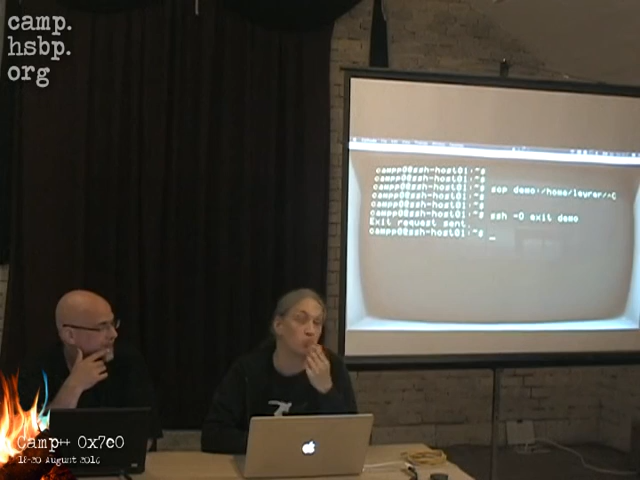 camp.
hsbp.
org
campp@ssh-host01:~$
campp@ssh-host01:~$
campp@ssh-host01:~$ scp demo:/home/leyrer/~C
campp@ssh-host01:~$
campp@ssh-host01:~$ ssh -O exit demo
Exit request sent.
campp@ssh-host01:~$
Camp++ 0x7e0
18-20 August 2016